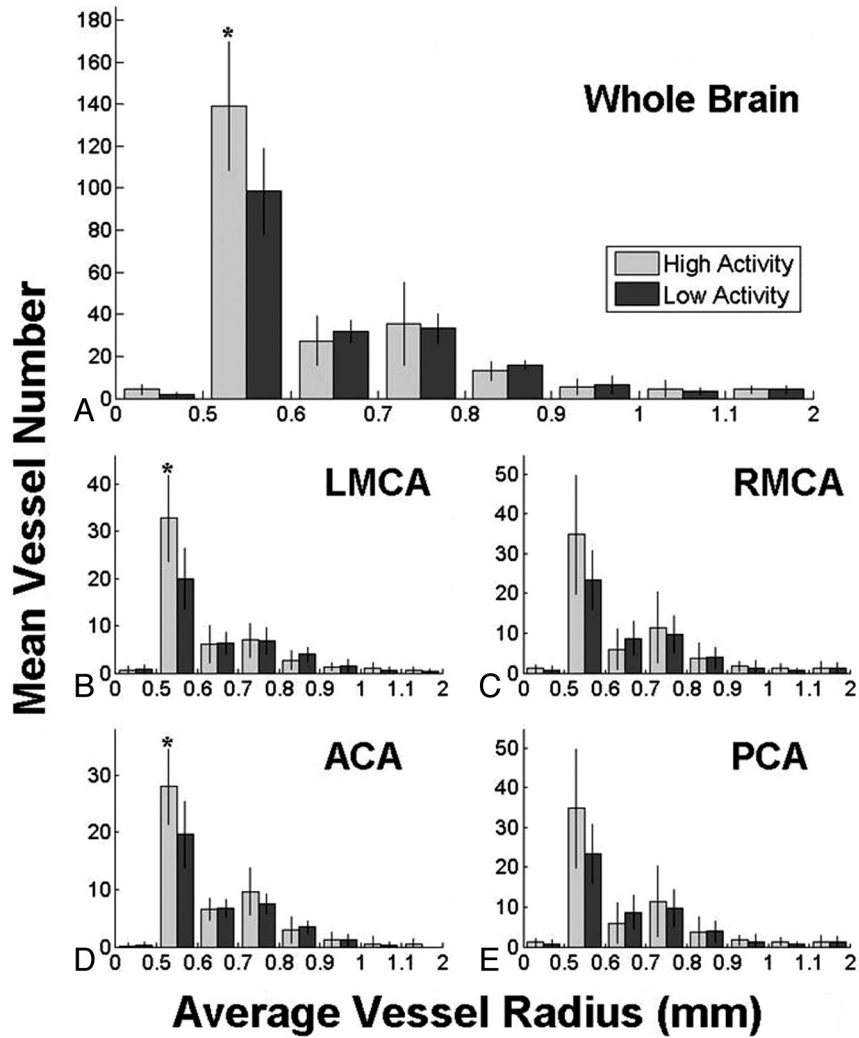 Mean Vessel Number
180
160
140
120
100
80
60
40
20
0
*
Whole Brain
High Activity
Low Activity
A
0 0.5 0.6 0.7 0.8 0.9 1 1.1 2
40
30
20
10
0
*
LMCA
B
0 0.5 0.6 0.7 0.8 0.9 1 1.1 2
50
40
30
20
10
0
RMCA
C
0 0.5 0.6 0.7 0.8 0.9 1 1.1 2
30
20
10
0
*
ACA
D
0 0.5 0.6 0.7 0.8 0.9 1 1.1 2
50
40
30
20
10
0
PCA
E
0 0.5 0.6 0.7 0.8 0.9 1 1.1 2
Average Vessel Radius (mm)